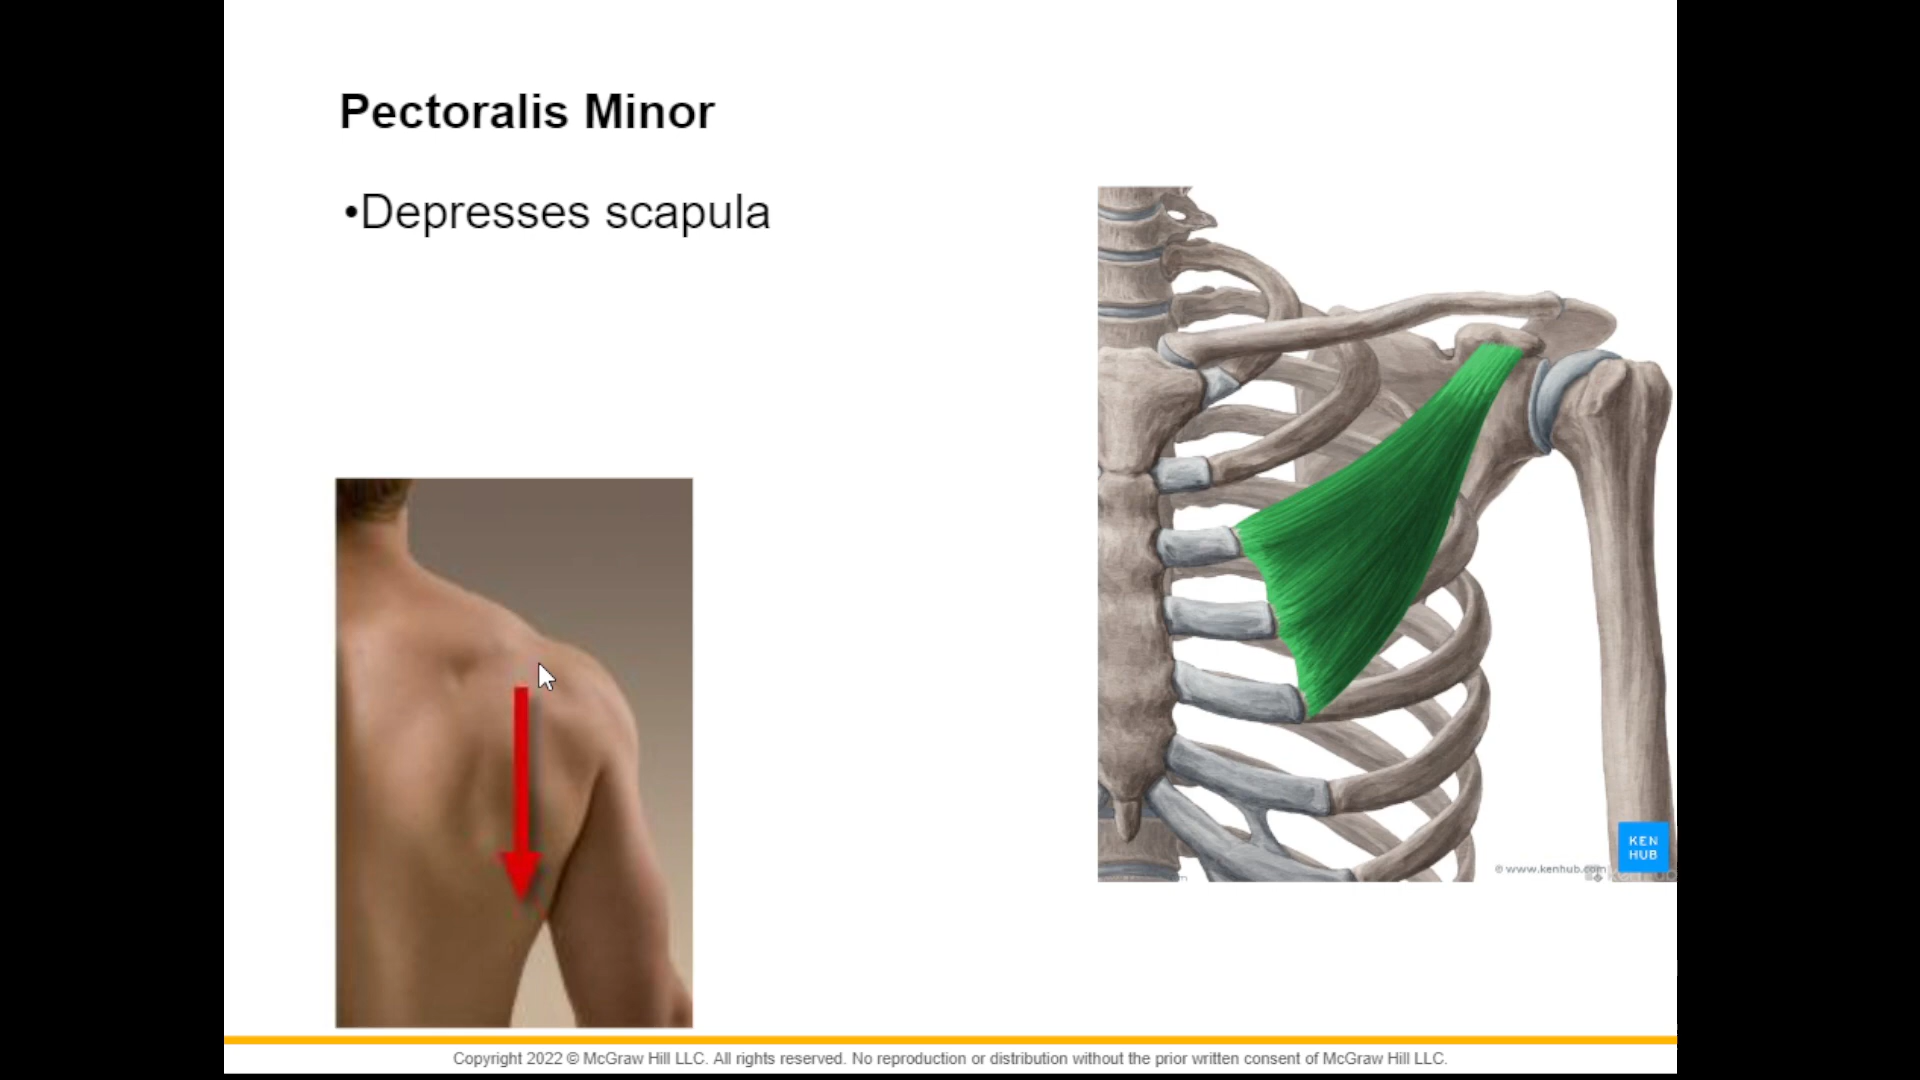 Pectoralis Minor
•Depresses scapula
KEN
HUB
© www.kenhub.com
Copyright 2022 © McGraw Hill LLC. All rights reserved. No reproduction or distribution without the prior written consent of McGraw Hill LLC.